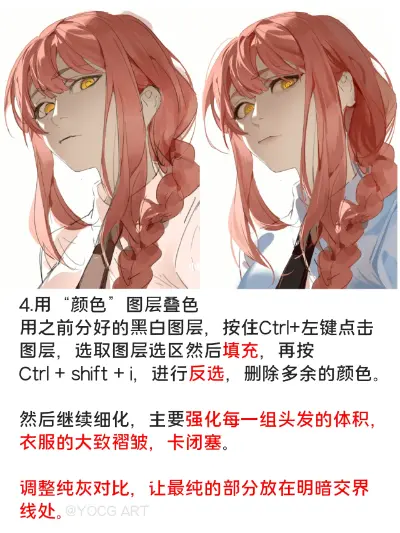 4.用“颜色”图层叠色
用之前分好的黑白图层，按住Ctrl+左键点击
图层，选取图层选区然后填充，再按
Ctrl + shift + i，进行反选，删除多余的颜色。
然后继续细化，主要强化每一组头发的体积，
衣服的大致褶皱，卡闭塞。
调整纯灰对比，让最纯的部分放在明暗交界
线处。@YOCG ART